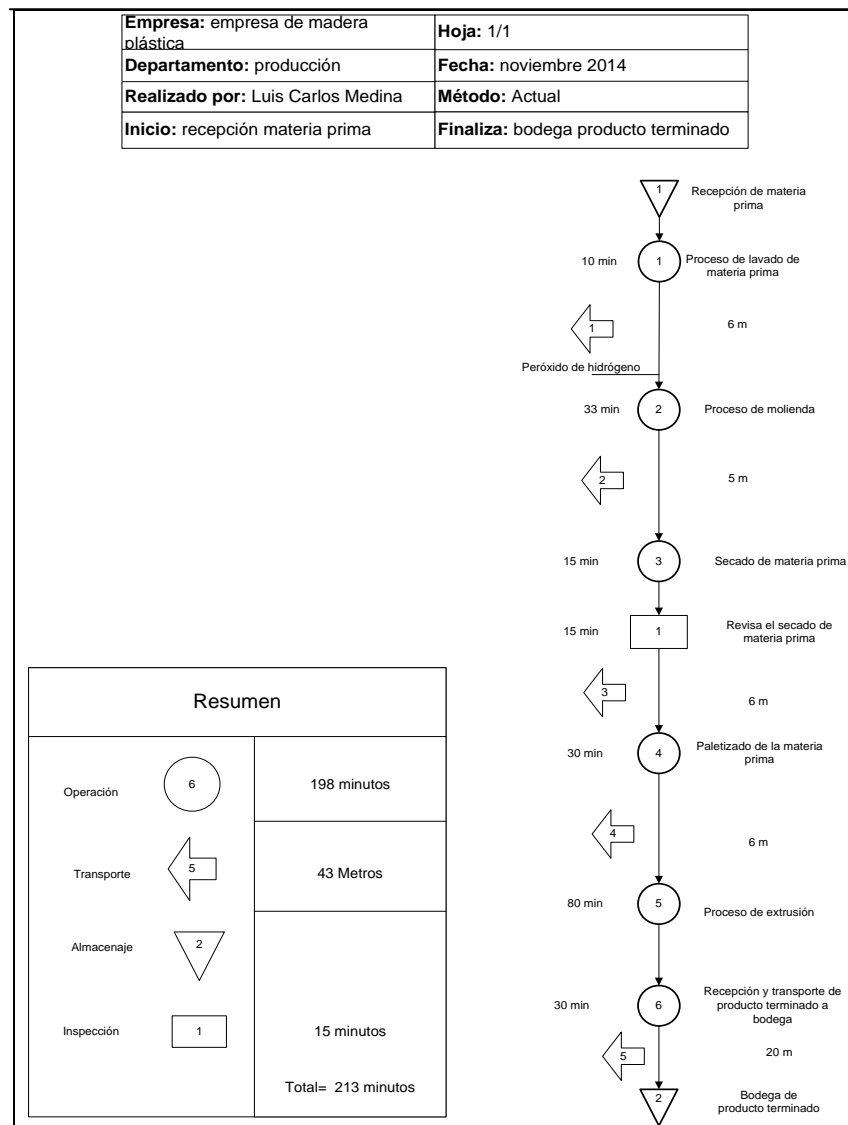 Empresa: empresa de madera
plástica
Hoja: 1/1
Departamento: producción
Fecha: noviembre 2014
Realizado por: Luis Carlos Medina
Método: Actual
Inicio: recepción materia prima
Finaliza: bodega producto terminado
1
Recepción de materia
prima
10 min
1
Proceso de lavado de
materia prima
1
6 m
Peróxido de hidrógeno
33 min
2
Proceso de molienda
2
5 m
15 min
3
Secado de materia prima
15 min
1
Revisa el secado de
materia prima
3
6 m
30 min
4
Paletizado de la materia
prima
4
6 m
80 min
5
Proceso de extrusión
30 min
6
Recepción y transporte de
producto terminado a
bodega
5
20 m
2
Bodega de
producto terminado
Resumen
Operación
6
198 minutos
Transporte
5
43 Metros
Almacenaje
2
Inspección
1
15 minutos
Total= 213 minutos